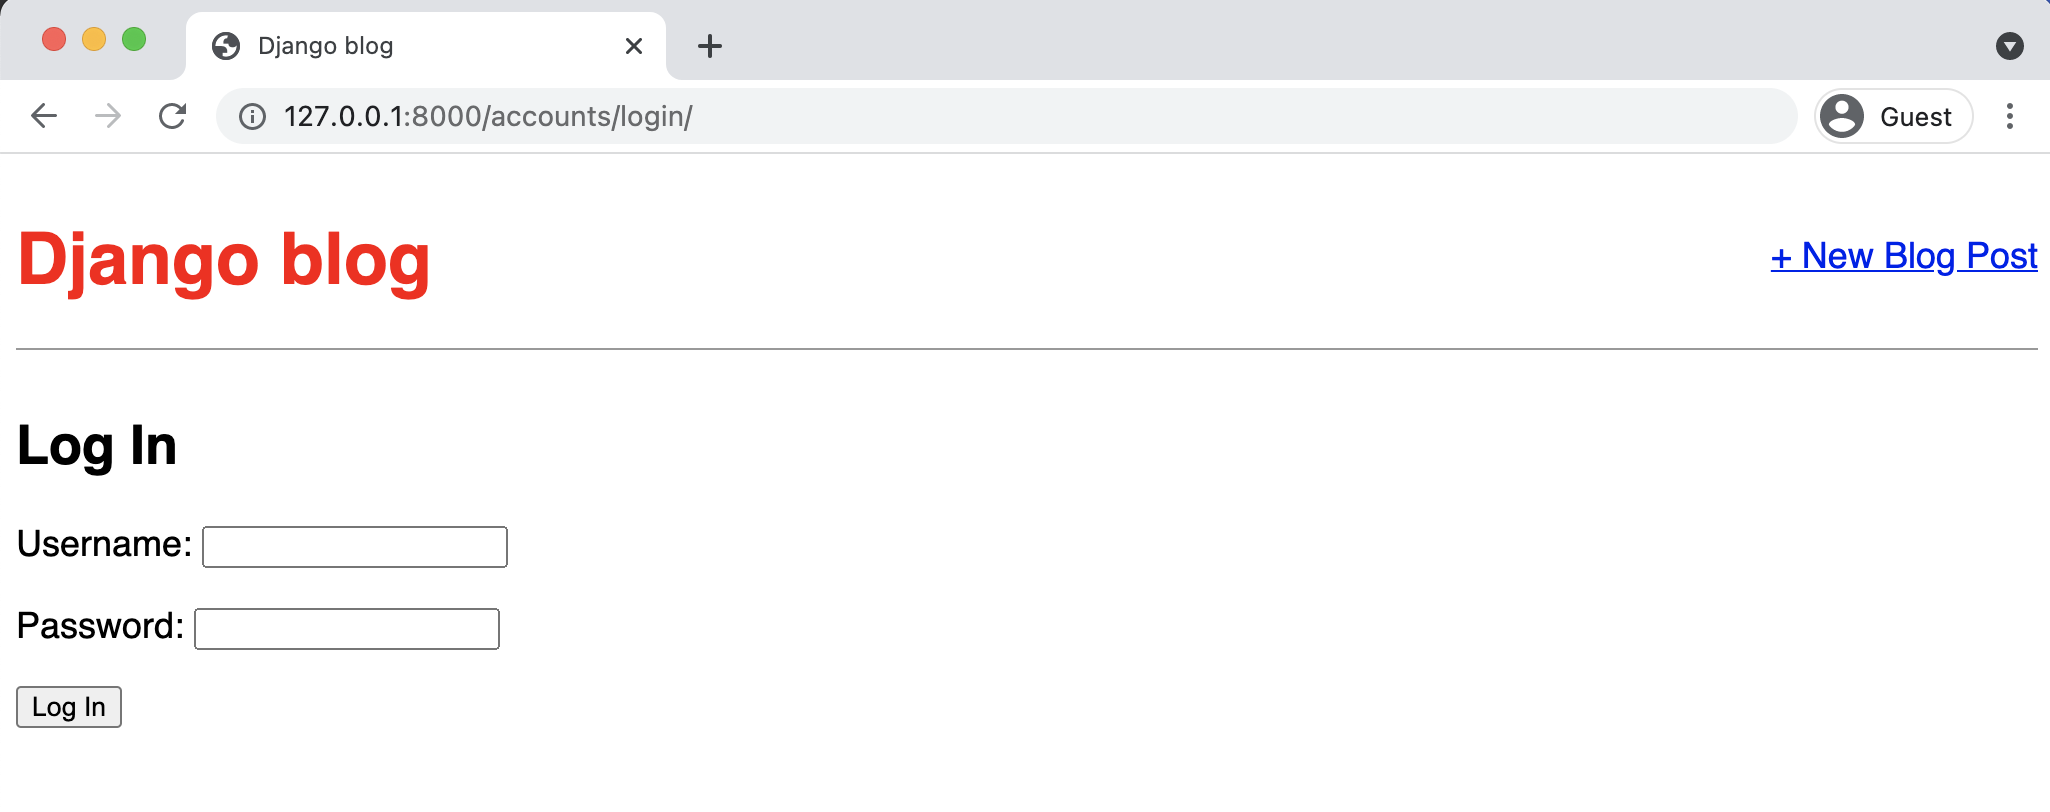 Django blog
127.0.0.1:8000/accounts/login/
Guest
Django blog
+ New Blog Post
Log In
Username:
Password:
Log In